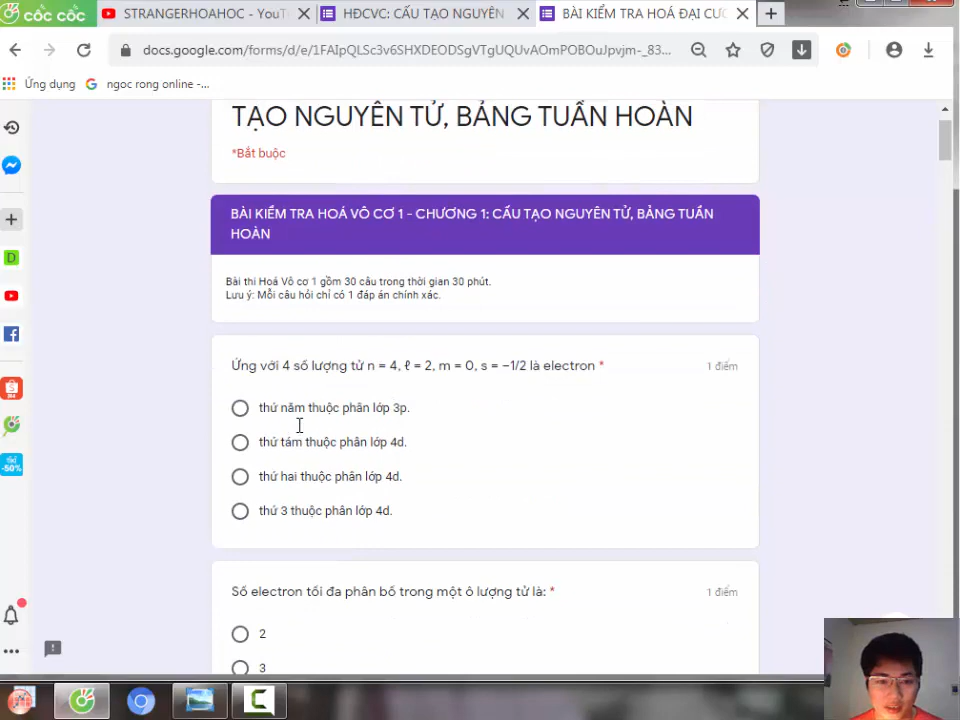 cốc cốc
STRANGERHOAHOC - YouT
HĐCVC: CẤU TẠO NGUYÊN
BÀI KIỂM TRA HOÁ ĐẠI CƯƠ
docs.google.com/forms/d/e/1FAIpQLSc3v6SHXDEODSgVTgUQUvAOmPOBOuJpvjm-_83...
Ứng dụng
ngoc rong online -...
TẠO NGUYÊN TỬ, BẢNG TUẦN HOÀN
*Bắt buộc
BÀI KIỂM TRA HOÁ VÔ CƠ 1 - CHƯƠNG 1: CẤU TẠO NGUYÊN TỬ, BẢNG TUẦN
HOÀN
Bài thi Hoá Vô cơ 1 gồm 30 câu trong thời gian 30 phút.
Lưu ý: Mỗi câu hỏi chỉ có 1 đáp án chính xác.
Ứng với 4 số lượng tử n = 4, ℓ = 2, m = 0, s = −1/2 là electron *
1 điểm
thứ năm thuộc phân lớp 3p.
thứ tám thuộc phân lớp 4d.
thứ hai thuộc phân lớp 4d.
thứ 3 thuộc phân lớp 4d.
Số electron tối đa phân bố trong một ô lượng tử là: *
1 điểm
2
3
-50%